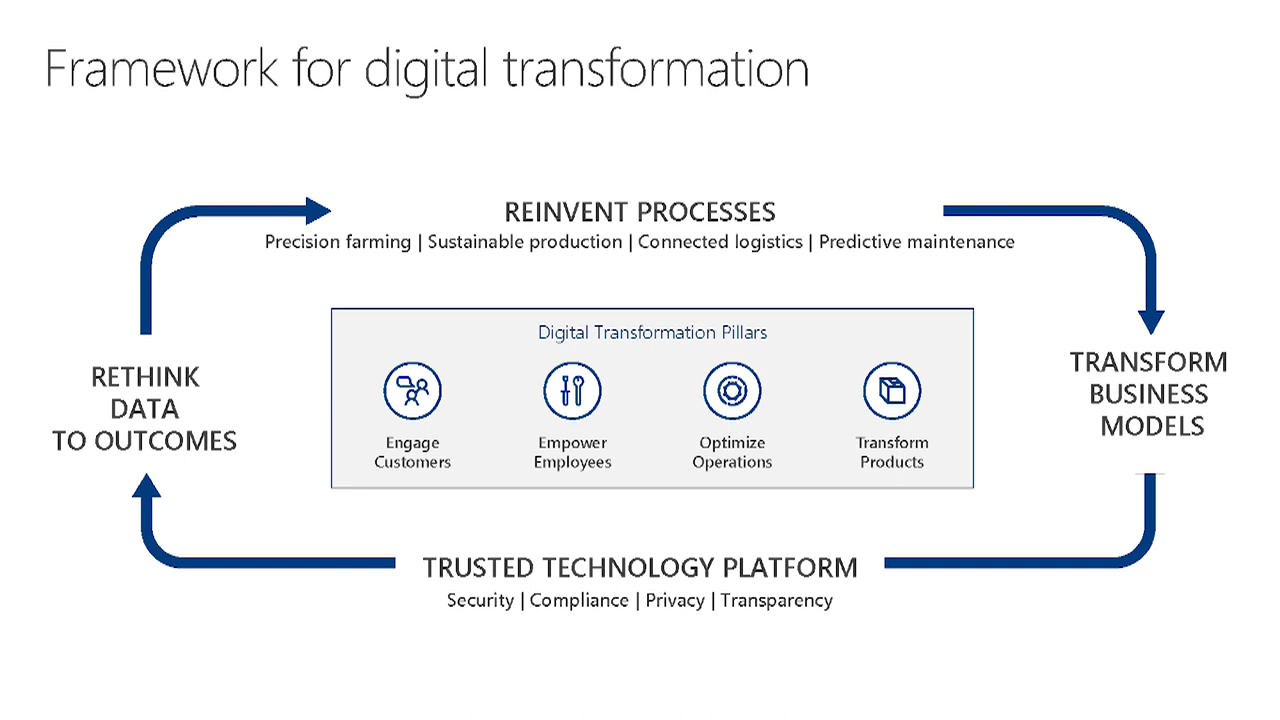 Framework for digital transformation
REINVENT PROCESSES
Precision farming | Sustainable production | Connected logistics | Predictive maintenance
RETHINK
DATA
TO OUTCOMES
Digital Transformation Pillars
Engage
Customers
Empower
Employees
Optimize
Operations
Transform
Products
TRANSFORM
BUSINESS
MODELS
TRUSTED TECHNOLOGY PLATFORM
Security | Compliance | Privacy | Transparency